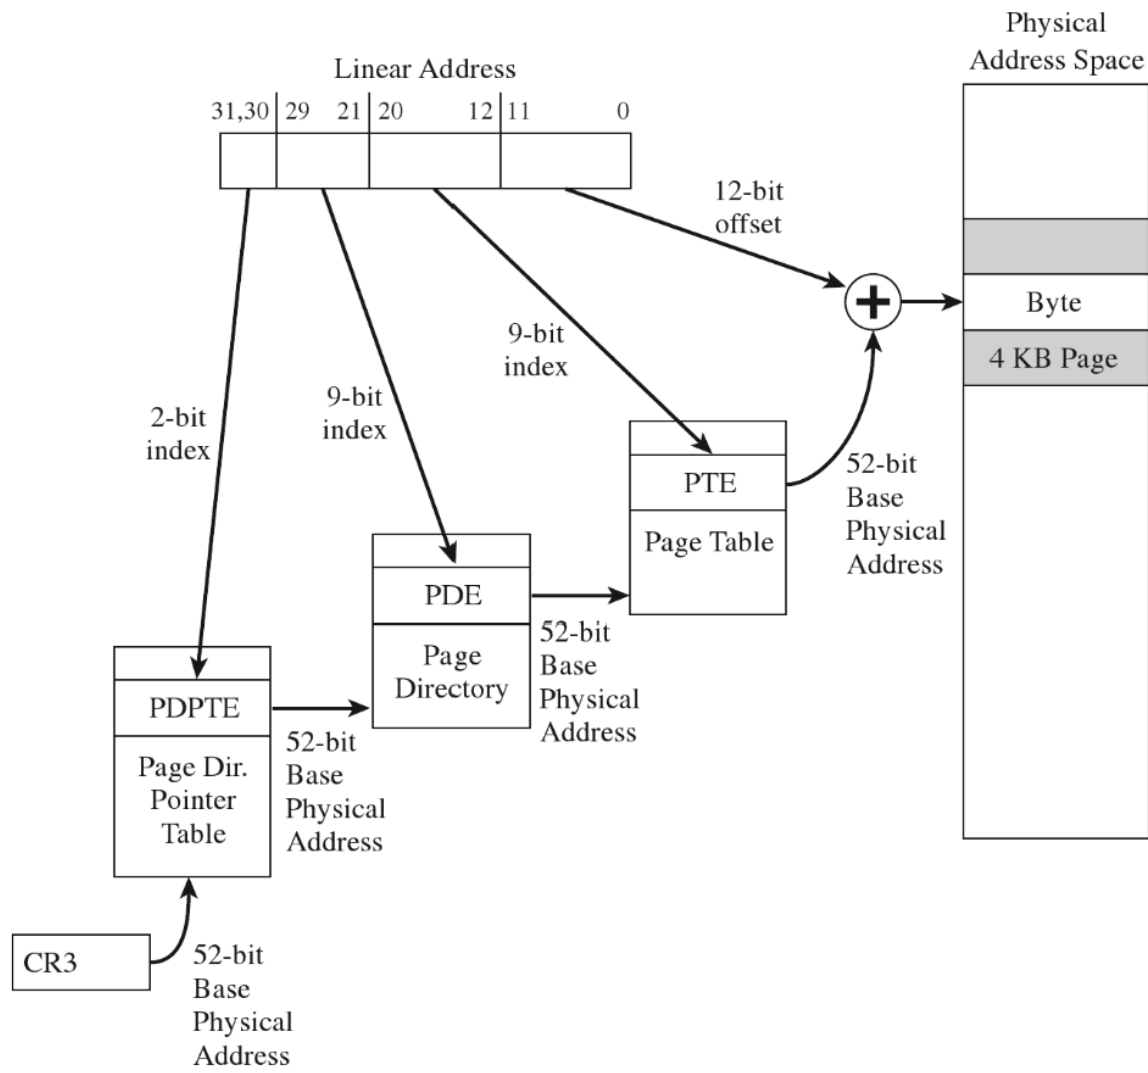 Physical
Address Space
Linear Address
31,30 29 21 20 12 11 0
12-bit
offset
Byte
4 KB Page
9-bit
index
2-bit
index
9-bit
index
PTE
Page Table
52-bit
Base
Physical
Address
PDE
Page
Directory
52-bit
Base
Physical
Address
PDPTE
Page Dir.
Pointer
Table
52-bit
Base
Physical
Address
CR3
52-bit
Base
Physical
Address